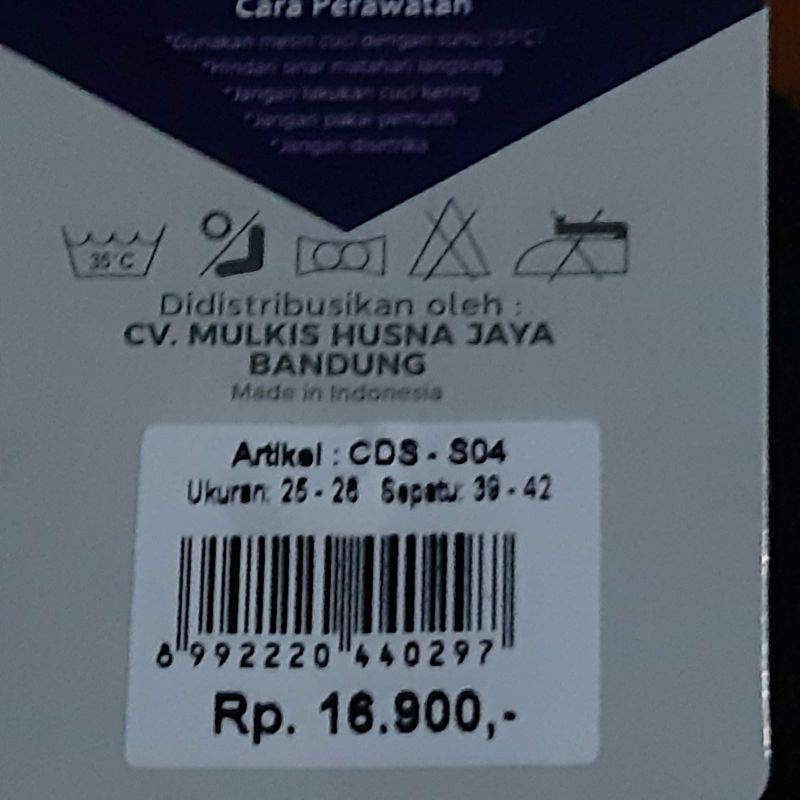 Cara Perawatan
*Gunakan mesin cuci dengan suhu (35°C)
*Hindari sinar matahari langsung
*Jangan lakukan cuci kering
*Jangan pakai pemutih
*Jangan disetrika
35°C
Didistribusikan oleh :
CV. MULKIS HUSNA JAYA
BANDUNG
Made in Indonesia
Artikel : CDS - S04
Ukuran: 25 - 28 Sepatu: 39 - 42
8 992220 440297
Rp. 16.900,-